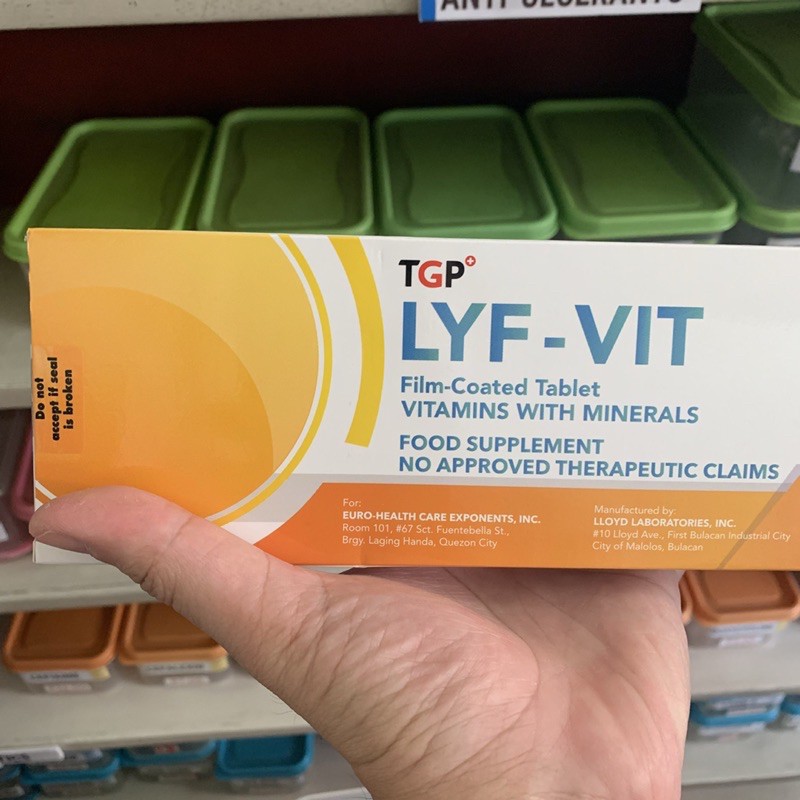 ANTI-ULCERANTS
TGP
LYF-VIT
Film-Coated Tablet
VITAMINS WITH MINERALS
FOOD SUPPLEMENT
NO APPROVED THERAPEUTIC CLAIMS
Do not
accept if seal
is broken
For:
EURO-HEALTH CARE EXPONENTS, INC.
Room 101, #67 Sct. Fuentebella St.,
Brgy. Laging Handa, Quezon City
Manufactured by:
LLOYD LABORATORIES, INC.
#10 Lloyd Ave., First Bulacan Industrial City
City of Malolos, Bulacan